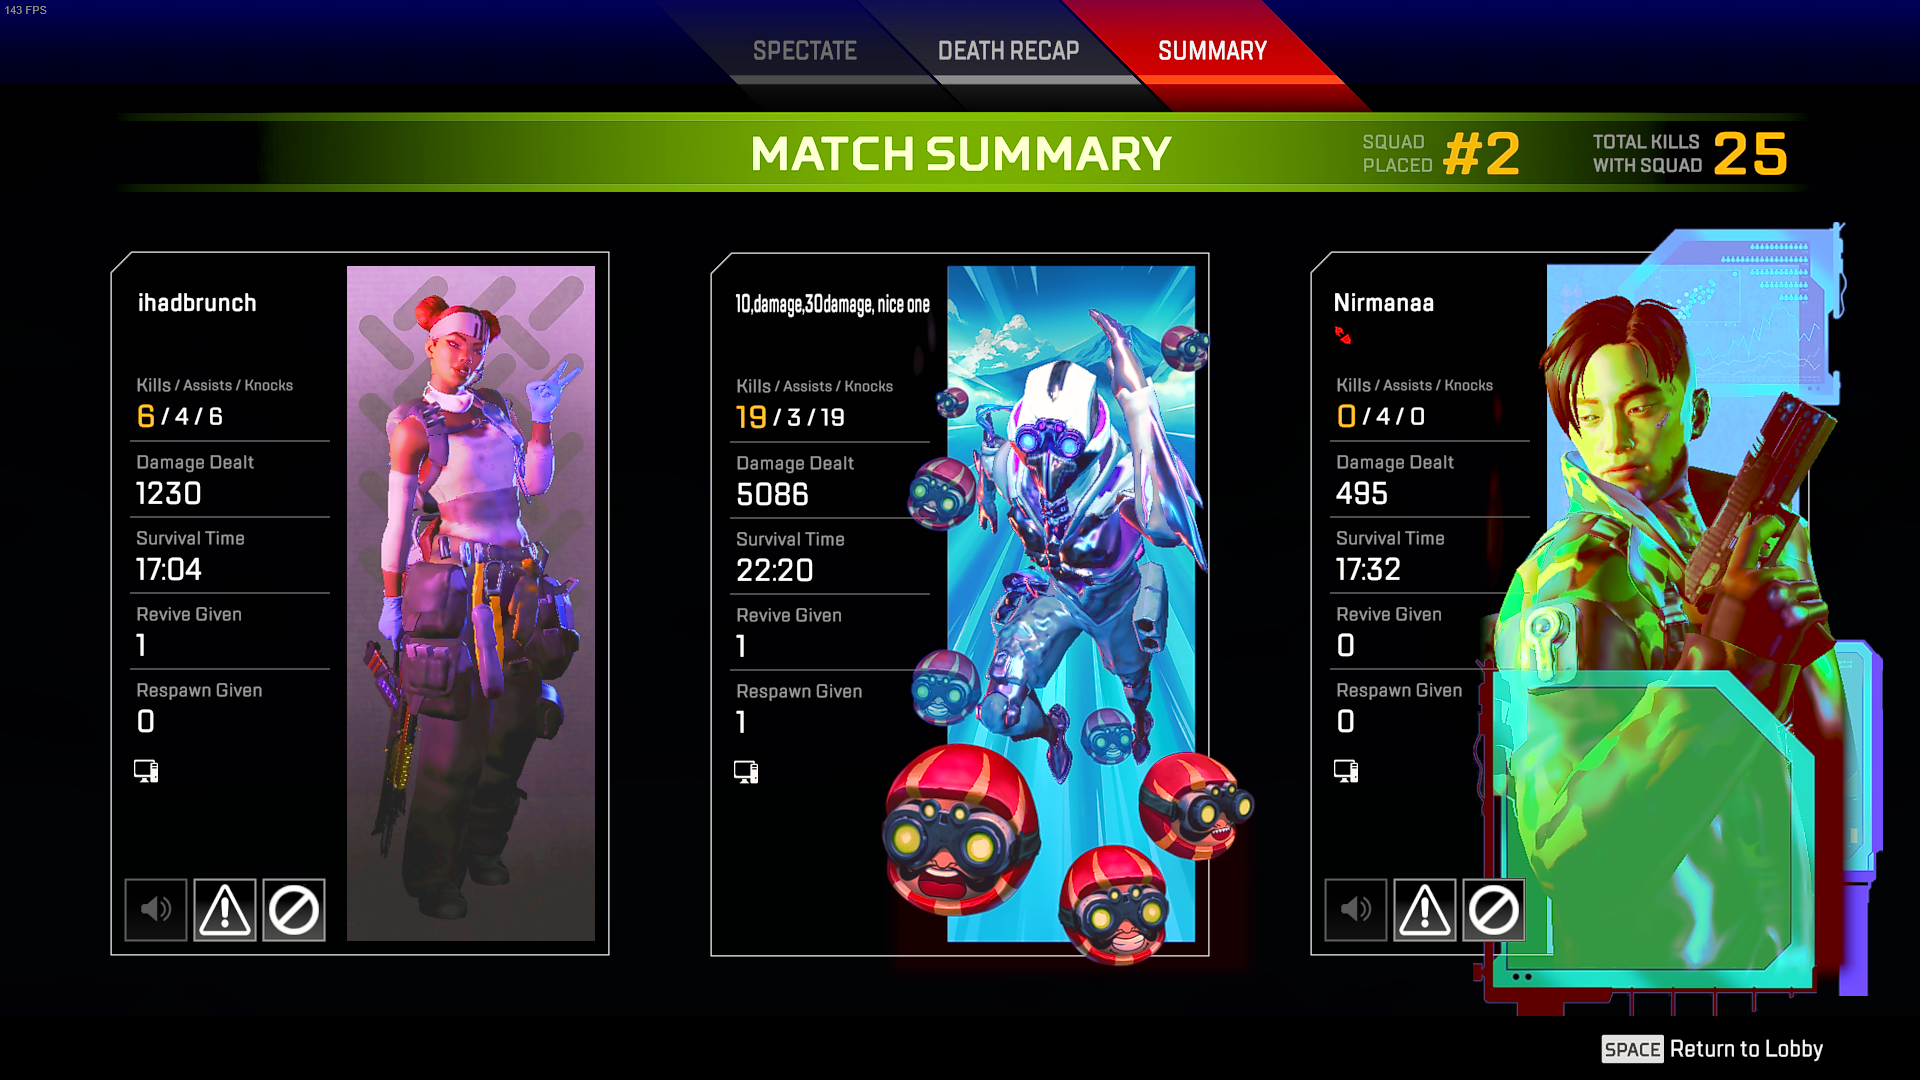 143 FPS
SPECTATE
DEATH RECAP
SUMMARY
MATCH SUMMARY
SQUAD
PLACED
#2
TOTAL KILLS
WITH SQUAD
25
ihadbrunch
Kills / Assists / Knocks
6 / 4 / 6
Damage Dealt
1230
Survival Time
17:04
Revive Given
1
Respawn Given
0
10,damage,30damage, nice one
Kills / Assists / Knocks
19 / 3 / 19
Damage Dealt
5086
Survival Time
22:20
Revive Given
1
Respawn Given
1
Nirmanaa
Kills / Assists / Knocks
0 / 4 / 0
Damage Dealt
495
Survival Time
17:32
Revive Given
0
Respawn Given
0
SPACE Return to Lobby